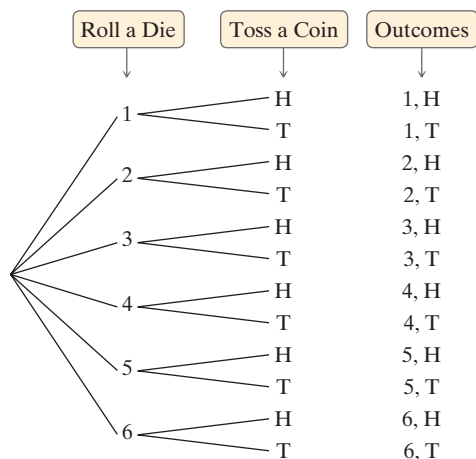 Roll a Die Toss a Coin Outcomes
H 1, H
1
T 1, T
H 2, H
2
T 2, T
H 3, H
3
T 3, T
H 4, H
4
T 4, T
H 5, H
5
T 5, T
H 6, H
6
T 6, T